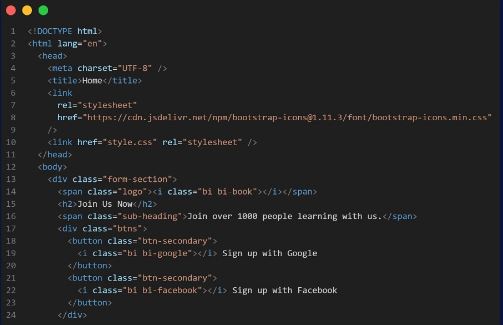 1 <!DOCTYPE html>
2 <html lang="en">
3 <head>
4 <meta charset="UTF-8" />
5 <title>Home</title>
6 <link
7 rel="stylesheet"
8 href="https://cdn.jsdelivr.net/npm/bootstrap-icons@1.11.3/font/bootstrap-icons.min.css"
9 />
10 <link href="style.css" rel="stylesheet" />
11 </head>
12 <body>
13 <div class="form-section">
14 <span class="logo"><i class="bi bi-book"></i></span>
15 <h2>Join Us Now</h2>
16 <span class="sub-heading">Join over 1000 people learning with us.</span>
17 <div class="btns">
18 <button class="btn-secondary">
19 <i class="bi bi-google"></i> Sign up with Google
20 </button>
21 <button class="btn-secondary">
22 <i class="bi bi-facebook"></i> Sign up with Facebook
23 </button>
24 </div>